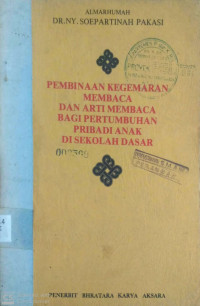 ALMARHUMAH
DR.NY. SOEPARTINAH PAKASI
PEMBINAAN KEGEMARAN
MEMBACA
DAN ARTI MEMBACA
BAGI PERTUMBUHAN
PRIBADI ANAK
DI SEKOLAH DASAR
PENERBIT BHRATARA KARYA AKSARA